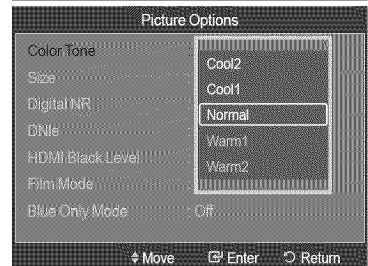 Picture Options
Color Tone
Cool2
Size
Cool1
Digital NR
Normal
DNIe
Warm1
HDMI Black Level
Warm2
Film Mode
Blue Only Mode : Off
Move Enter Return